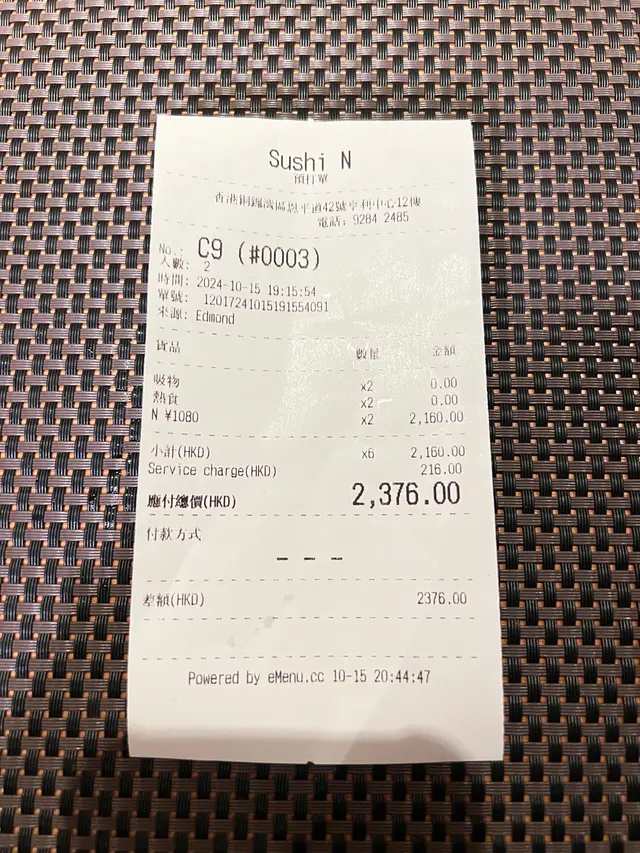 Sushi N
預打單
香港銅鑼灣區恩平道42號亨利中心12樓
電話: 9284 2485
No.: C9 (#0003)
人數: 2
時間: 2024-10-15 19:15:54
單號: 12017241015191554091
來源: Edmond
貨品 數量 金額
吸物 x2 0.00
熱食 x2 0.00
N ¥1080 x2 2,160.00
小計(HKD) x6 2,160.00
Service charge(HKD) 216.00
應付總價(HKD) 2,376.00
付款方式
– – –
差額(HKD) 2376.00
Powered by eMenu.cc 10-15 20:44:47